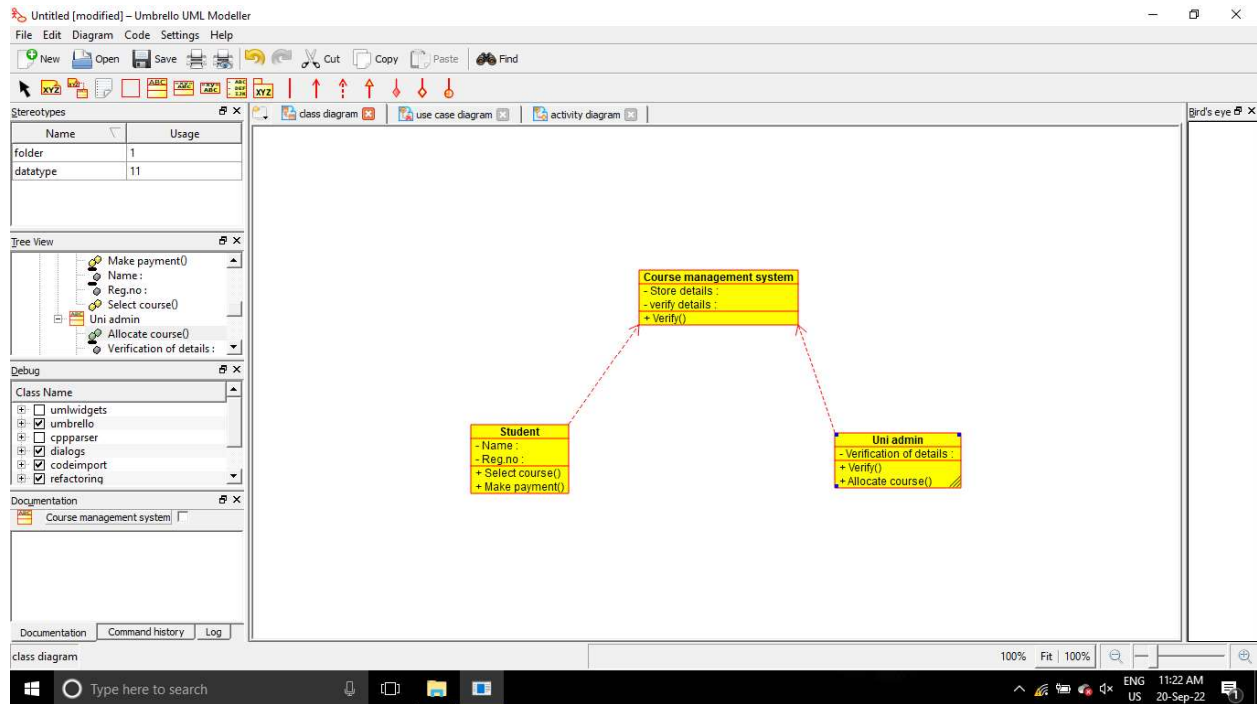 Untitled [modified] – Umbrello UML Modeller
File Edit Diagram Code Settings Help
New Open Save Cut Copy Paste Find
Stereotypes
Name Usage
folder 1
datatype 11
Tree View
Make payment()
Name :
Reg.no :
Select course()
Uni admin
Allocate course()
Verification of details :
Debug
Class Name
umlwidgets
umbrello
cppparser
dialogs
codeimport
refactoring
Documentation
Course management system
Documentation Command history Log
class diagram use case diagram activity diagram
Course management system
- Store details :
- verify details :
+ Verify()
Student
- Name :
- Reg.no :
+ Select course()
+ Make payment()
Uni admin
- Verification of details :
+ Verify()
+ Allocate course()
Bird's eye
class diagram
100% Fit 100%
Type here to search
ENG 11:22 AM
US 20-Sep-22